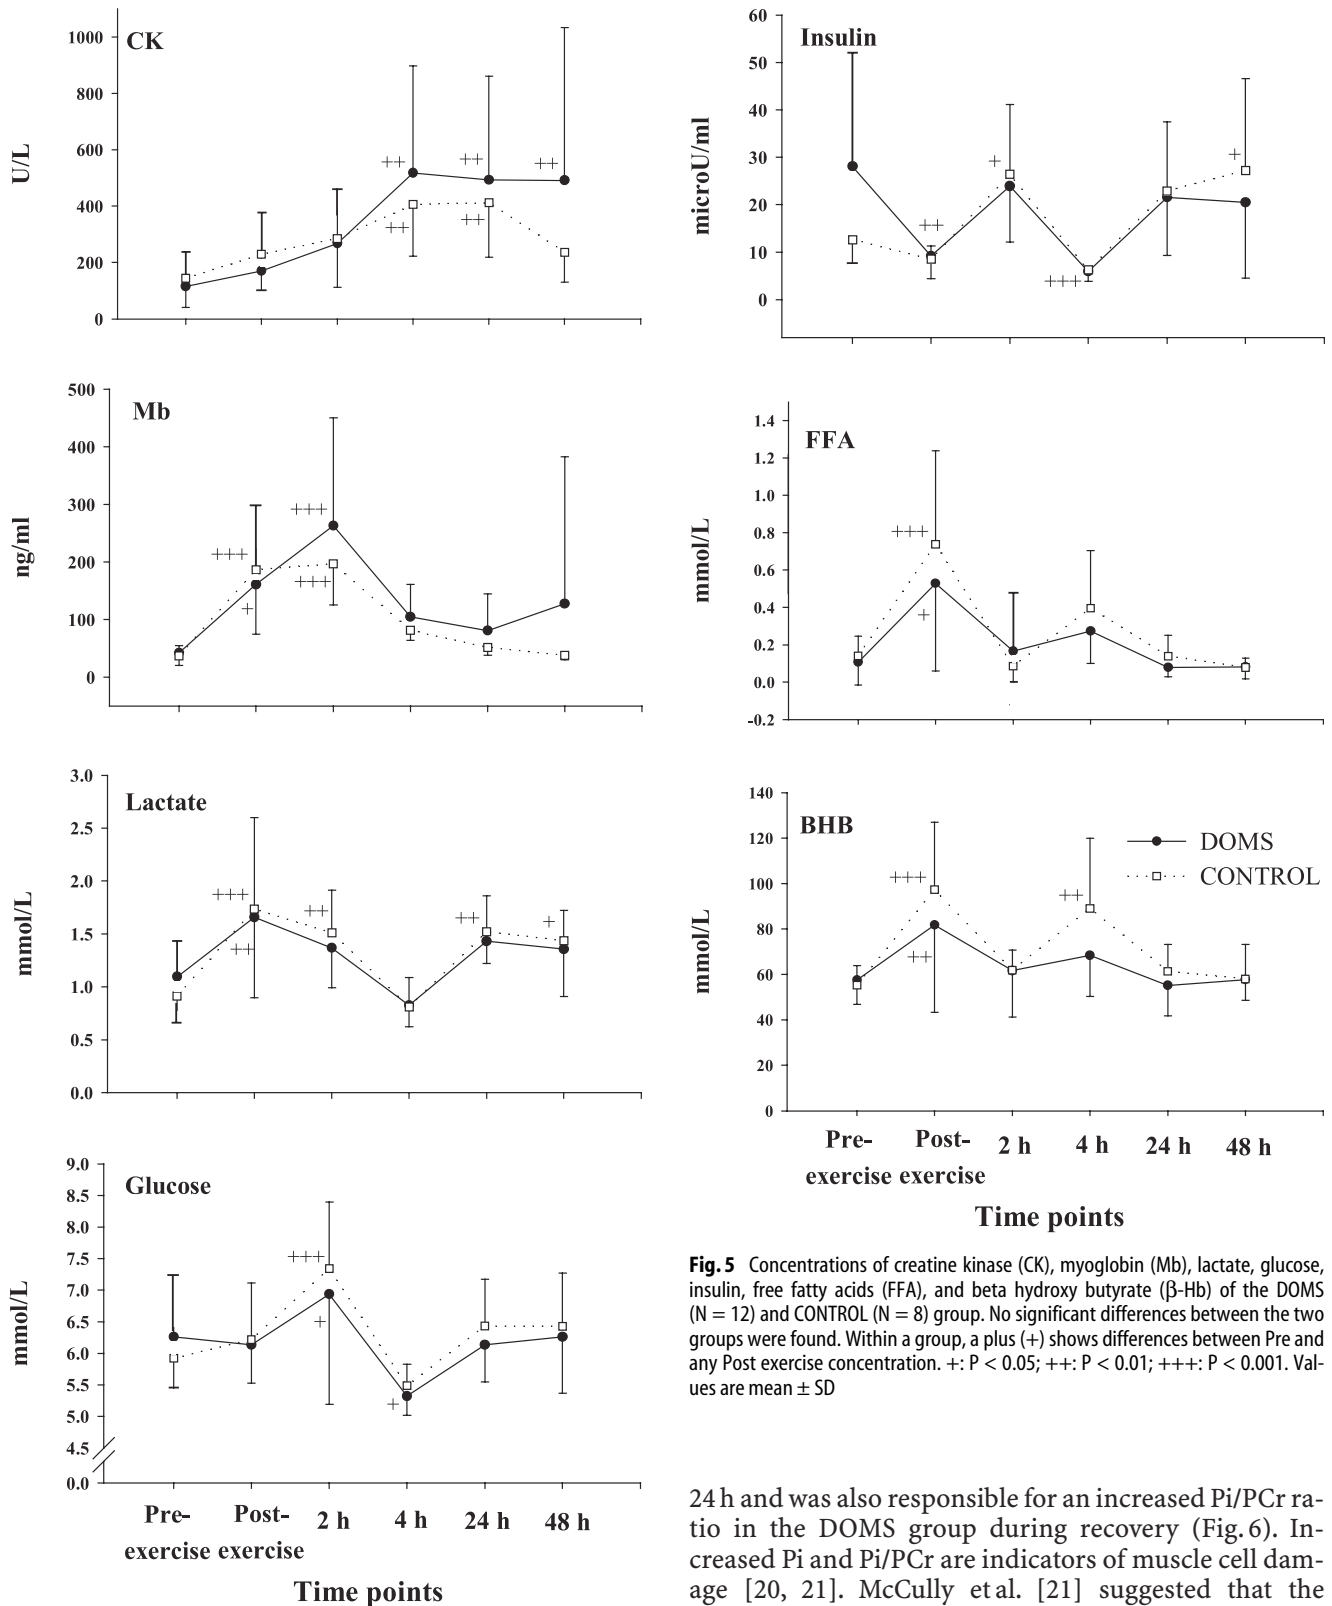 CK
U/L
1000
800
600
400
200
0
++
++
++
++
++
Mb
ng/ml
500
400
300
200
100
0
+++
+
+++
+++
Lactate
mmol/L
3.0
2.5
2.0
1.5
1.0
0.5
0.0
+++
++
++
++
+
Glucose
mmol/L
9.0
8.5
8.0
7.5
7.0
6.5
6.0
5.5
5.0
4.5
0.0
+++
+
+
Pre- Post- 2 h 4 h 24 h 48 h
exercise exercise
Time points
Insulin
microU/ml
60
50
40
30
20
10
0
++
+
+++
+
FFA
mmol/L
1.4
1.2
1.0
0.8
0.6
0.4
0.2
0.0
-0.2
+++
+
BHB
mmol/L
140
120
100
80
60
40
20
0
DOMS
CONTROL
+++
++
++
Pre- Post- 2 h 4 h 24 h 48 h
exercise exercise
Time points
Fig. 5 Concentrations of creatine kinase (CK), myoglobin (Mb), lactate, glucose,
insulin, free fatty acids (FFA), and beta hydroxy butyrate (β-Hb) of the DOMS
(N = 12) and CONTROL (N = 8) group. No significant differences between the two
groups were found. Within a group, a plus (+) shows differences between Pre and
any Post exercise concentration. +: P < 0.05; ++: P < 0.01; +++: P < 0.001. Val-
ues are mean ± SD
24 h and was also responsible for an increased Pi/PCr ra-
tio in the DOMS group during recovery (Fig. 6). In-
creased Pi and Pi/PCr are indicators of muscle cell dam-
age [20, 21]. McCully et al. [21] suggested that the